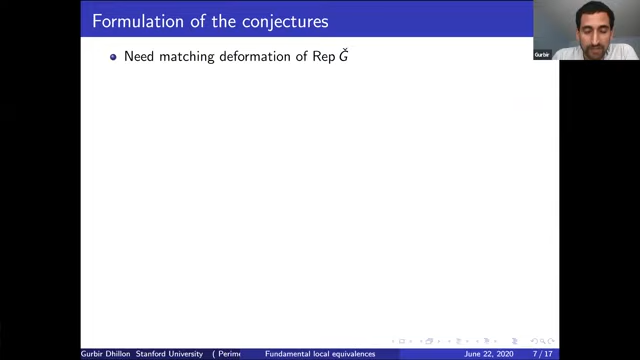 Formulation of the conjectures
Need matching deformation of Rep Ǧ
Gurbir
Gurbir Dhillon Stanford University ( Perime
Fundamental local equivalences
June 22, 2020
7 / 17